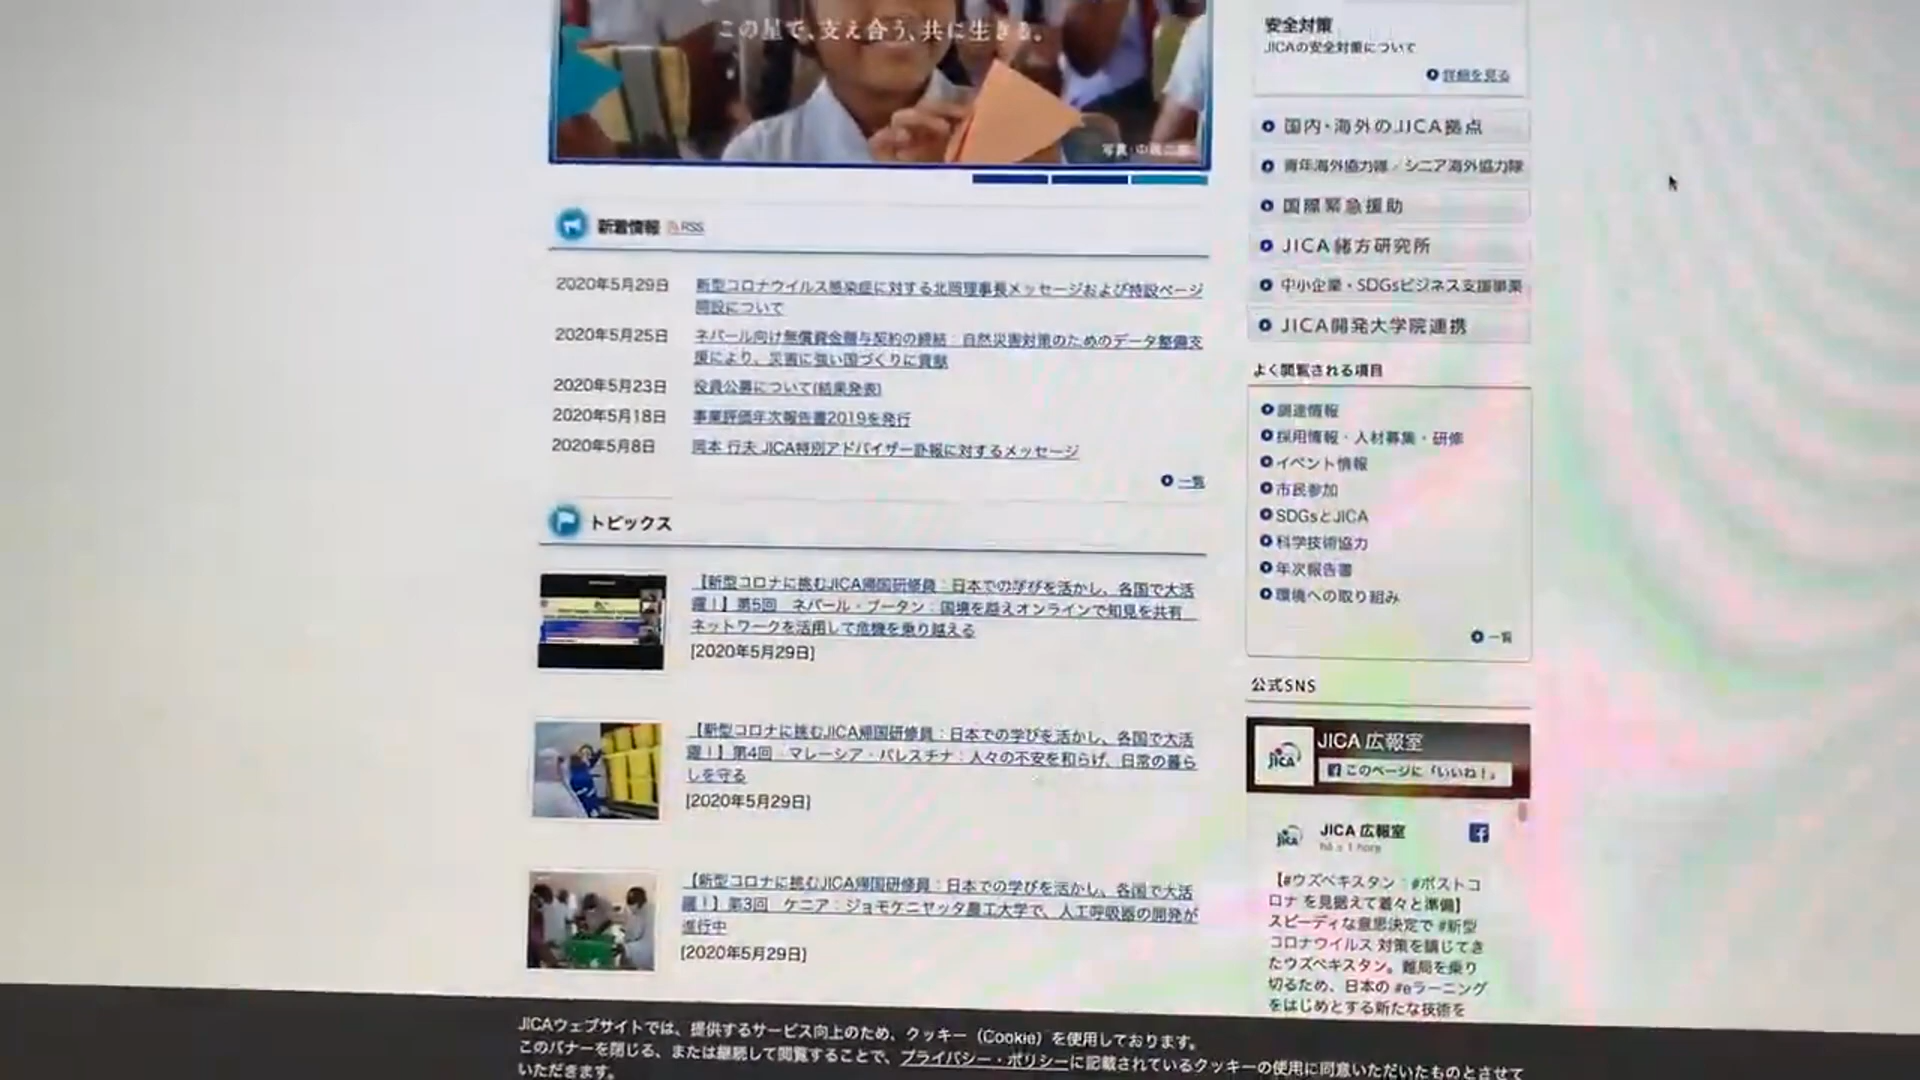 この星で、支え合う、共に生きる。
新着情報 RSS
2020年5月29日 新型コロナウイルス感染症に対する北岡理事長メッセージおよび特設ページ
開設について
2020年5月25日 ネパール向け無償資金贈与契約の締結：自然災害対策のためのデータ整備支
援により、災害に強い国づくりに貢献
2020年5月23日 役員公募について(結果発表)
2020年5月18日 事業評価年次報告書2019を発行
2020年5月8日 岡本 行夫 JICA特別アドバイザー訃報に対するメッセージ
一覧
トピックス
【新型コロナに挑むJICA帰国研修員：日本での学びを活かし、各国で大活
躍！】第5回 ネパール・ブータン：国境を越えオンラインで知見を共有
ネットワークを活用して危機を乗り越える
[2020年5月29日]
【新型コロナに挑むJICA帰国研修員：日本での学びを活かし、各国で大活
躍！】第4回 マレーシア・パレスチナ：人々の不安を和らげ、日常の暮ら
しを守る
[2020年5月29日]
【新型コロナに挑むJICA帰国研修員：日本での学びを活かし、各国で大活
躍！】第3回 ケニア：ジョモケニヤッタ農工大学で、人工呼吸器の開発が
進行中
[2020年5月29日]
安全対策
JICAの安全対策について
詳細を見る
国内・海外のJICA拠点
青年海外協力隊／シニア海外協力隊
国際緊急援助
JICA緒方研究所
中小企業・SDGsビジネス支援事業
JICA開発大学院連携
よく閲覧される項目
調達情報
採用情報・人材募集・研修
イベント情報
市民参加
SDGsとJICA
科学技術協力
年次報告書
環境への取り組み
一覧
公式SNS
JICA
JICA 広報室
このページに「いいね！」
JICA
JICA 広報室
há ± 1 hora
【#ウズベキスタン：#ポストコ
ロナ を見据えて着々と準備】
スピーディな意思決定で #新型
コロナウイルス 対策を講じてき
たウズベキスタン。難局を乗り
切るため、日本の #eラーニング
をはじめとする新たな技術を
JICAウェブサイトでは、提供するサービス向上のため、クッキー（Cookie）を使用しております。
このバナーを閉じる、または継続して閲覧することで、プライバシー・ポリシーに記載されているクッキーの使用に同意いただいたものとさせて
いただきます。